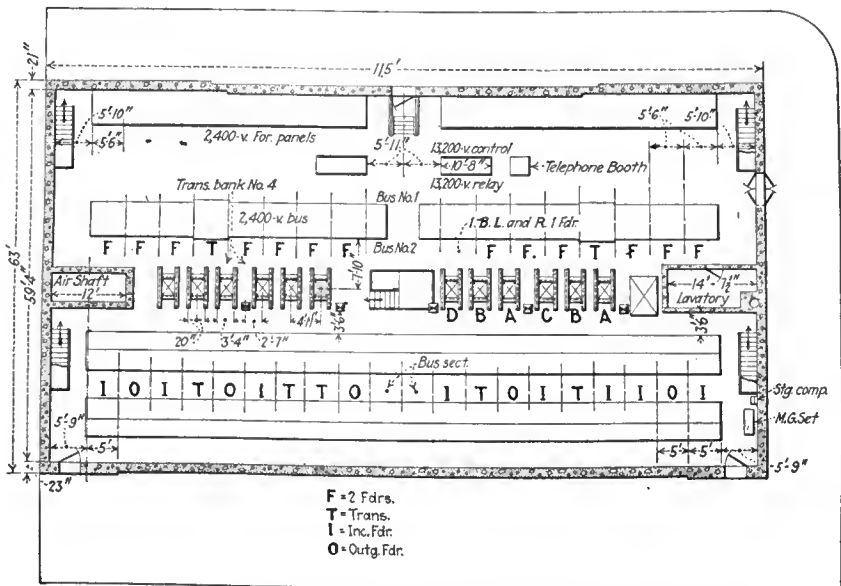 21"
115'
5'-10"
5'-6"
2,400-v. For. panels
5'-11"
13,200-v. control
10'-8"
13,200-v. relay
Telephone Booth
5'6"
5'-10"
Trans. bank No. 4
2,400-v. bus
Bus No.1
Bus No.2
I. B. L. and R. I Fdr.
F F F T F F F F.
F F. F T F F F
7'-10"
63'
59'4"
Air Shaft
12'
D B A C B A
14'-7½"
Lavatory
20"
3'-4"
2'-7"
4'-1"
3'6"
3'6"
I O I T O I T T O
Bus sect.
I T O I T I I O I
Stg. comp.
M.G.Set
5'-9"
5'
5'
5'
5'-9"
23"
F = 2 Fdrs.
T = Trans.
I = Inc. Fdr.
O = Outg. Fdr.